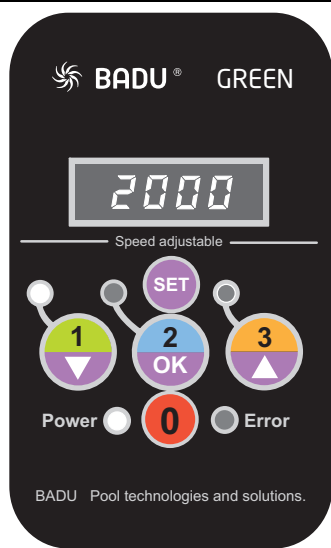 BADU® GREEN
2000
Speed adjustable
SET
1 2 3
OK
Power 0 Error
BADU Pool technologies and solutions.